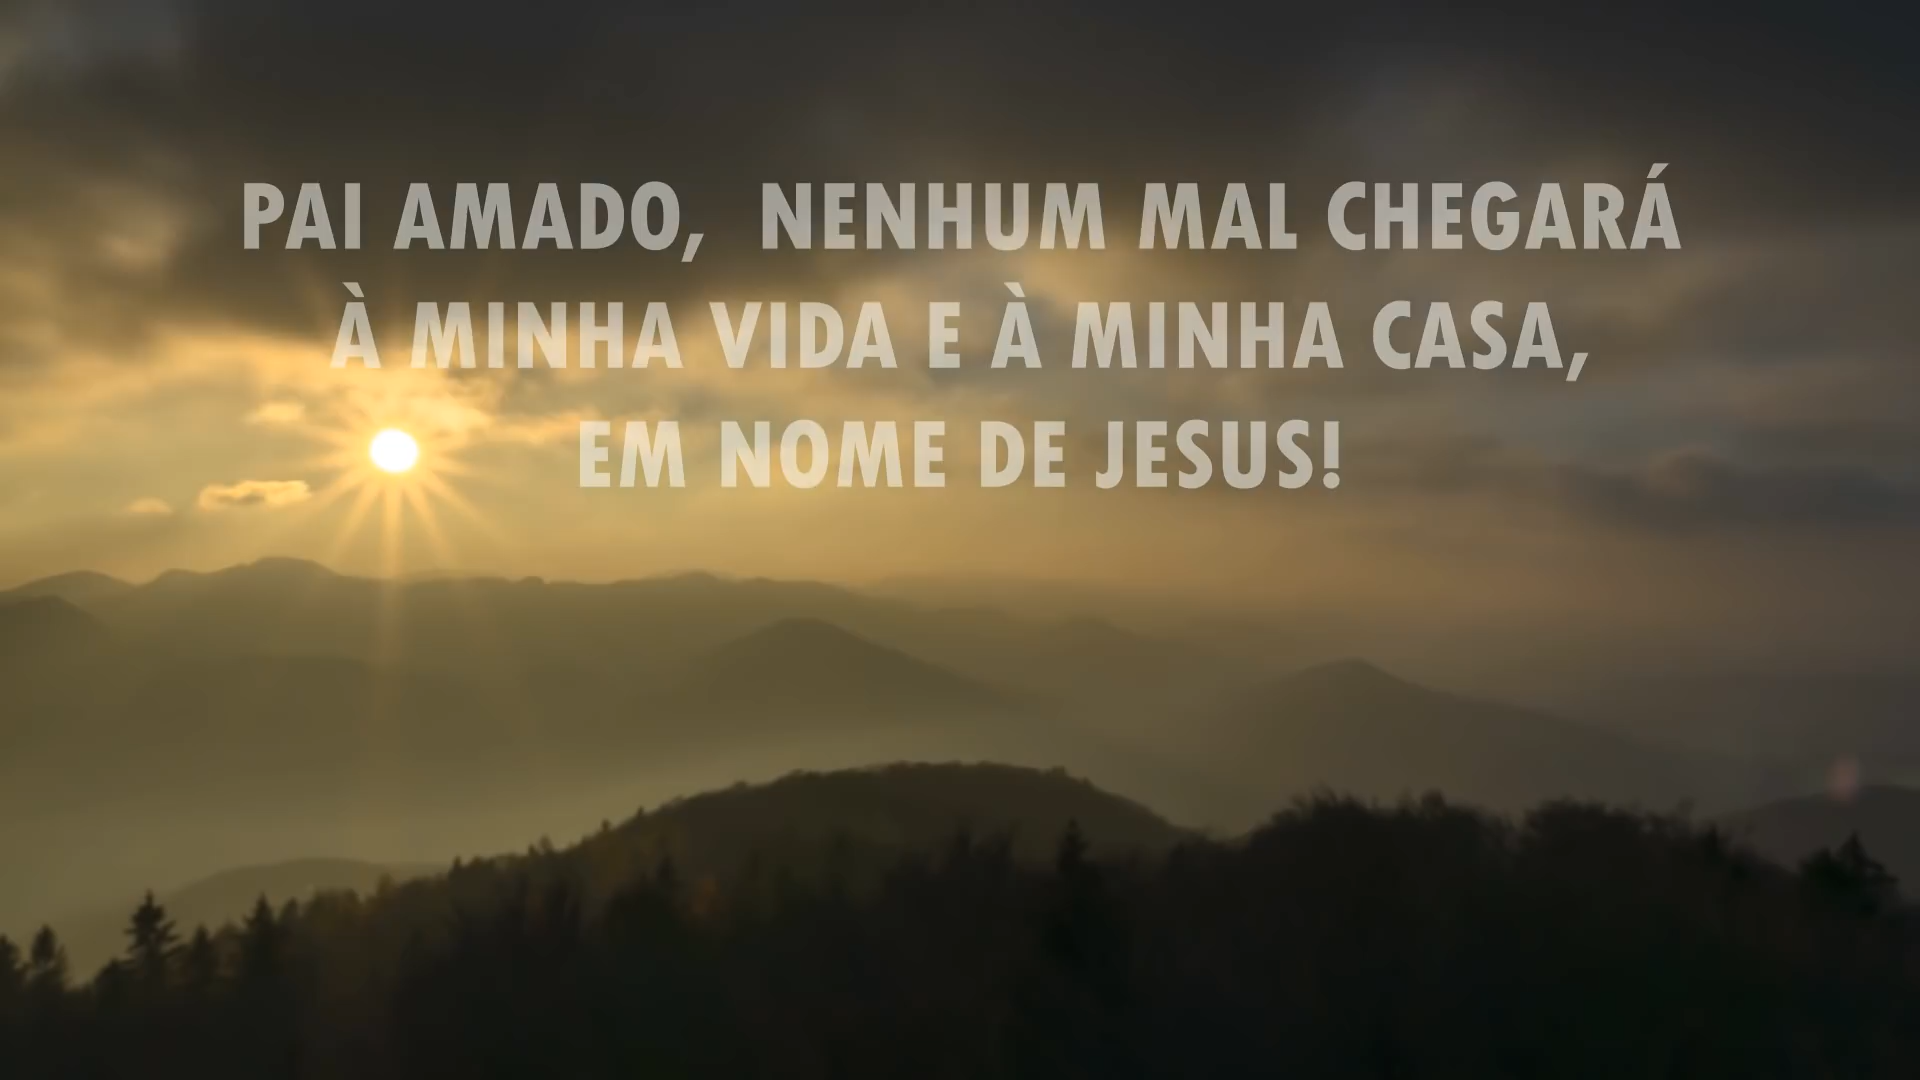 PAI AMADO, NENHUM MAL CHEGARÁ
À MINHA VIDA E À MINHA CASA,
EM NOME DE JESUS!